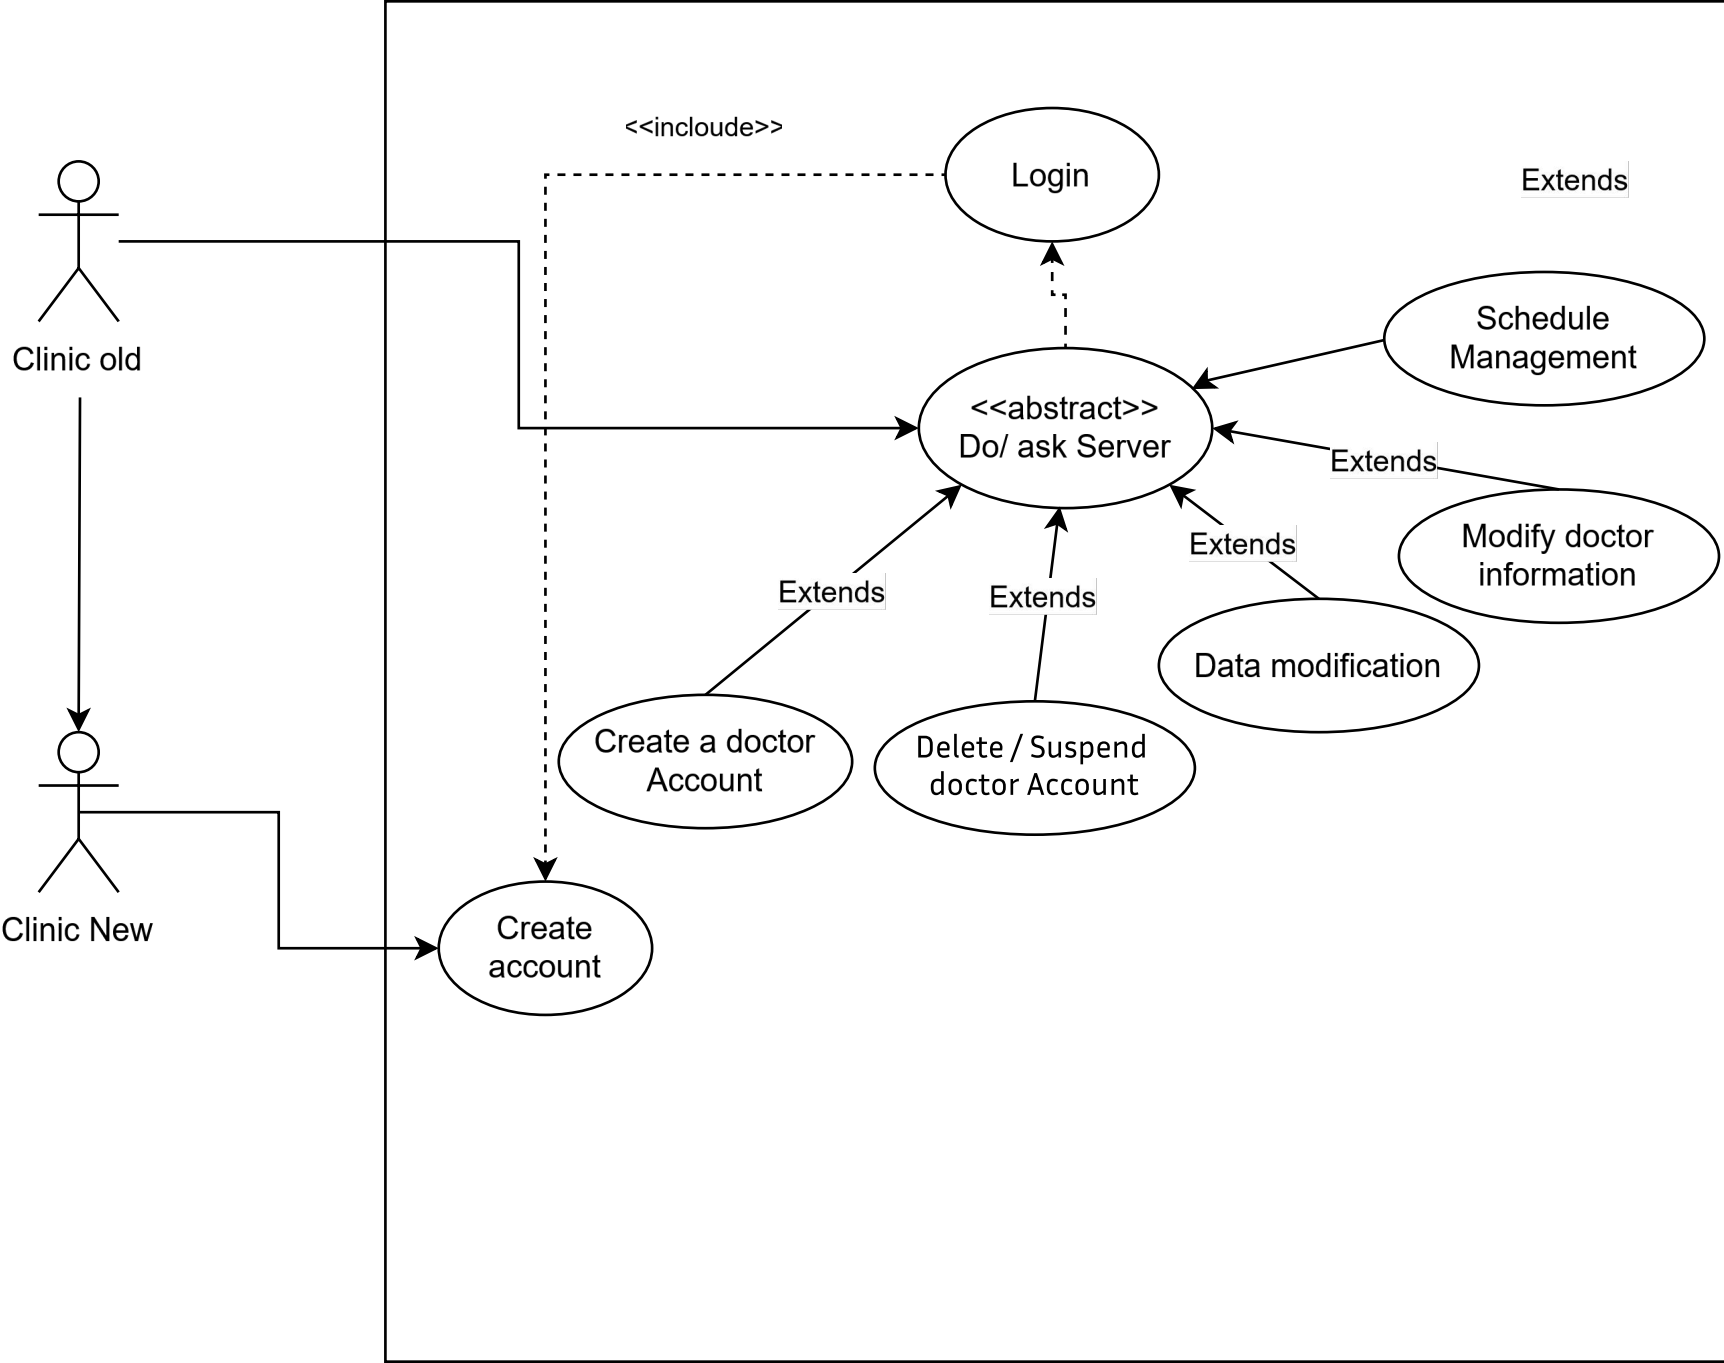 <<incloude>>
Login
Extends
Clinic old
Schedule
Management
<<abstract>>
Do/ ask Server
Extends
Modify doctor
information
Extends
Extends
Extends
Data modification
Create a doctor
Account
Delete / Suspend
doctor Account
Clinic New
Create
account